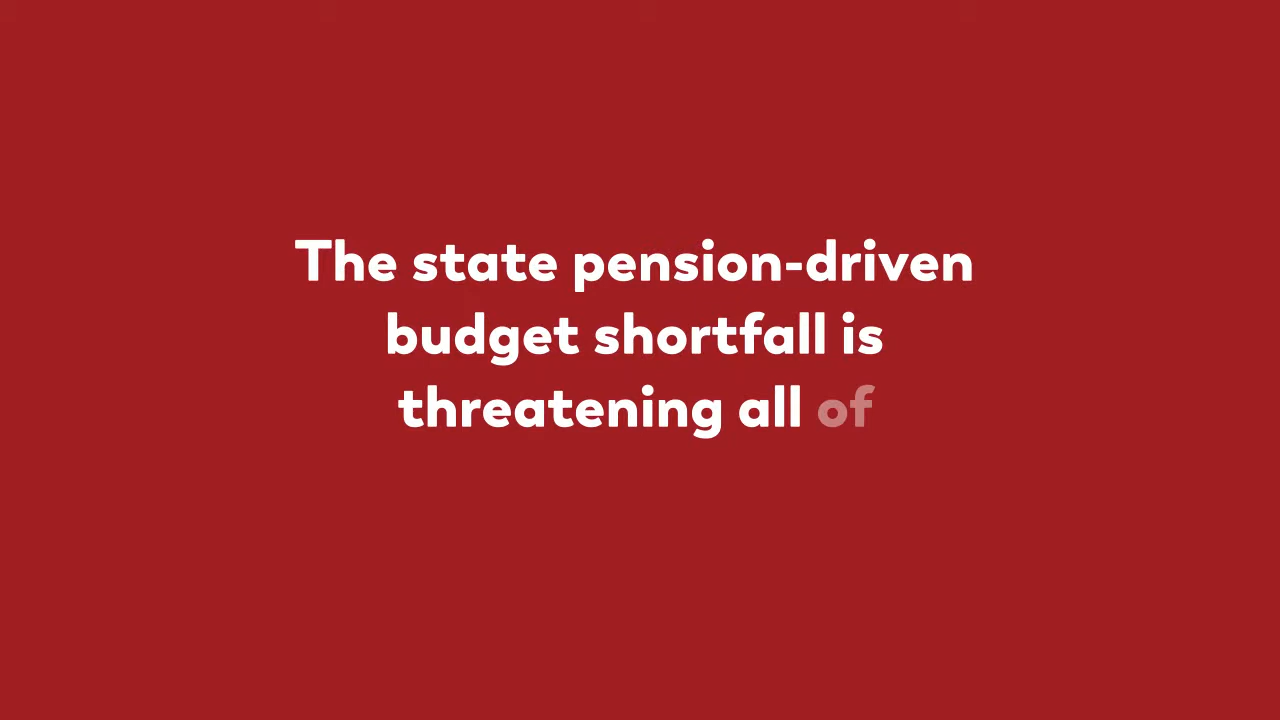 The state pension-driven
budget shortfall is
threatening all of